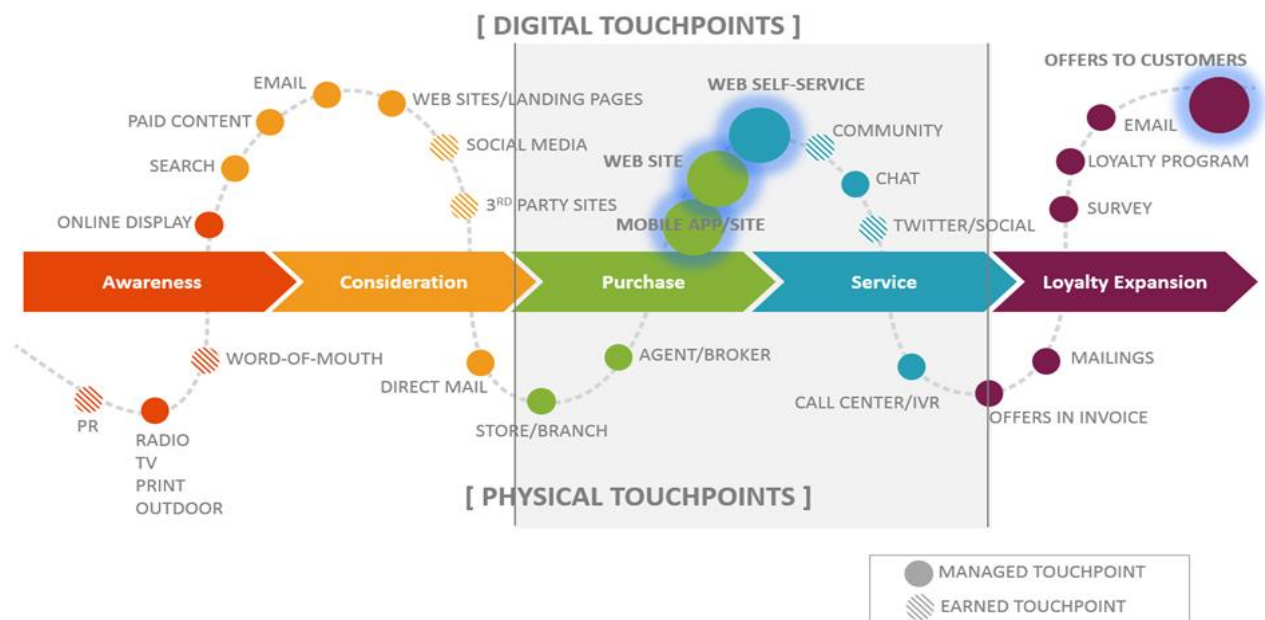 [ DIGITAL TOUCHPOINTS ]
OFFERS TO CUSTOMERS
EMAIL
WEB SELF-SERVICE
WEB SITES/LANDING PAGES
PAID CONTENT
EMAIL
COMMUNITY
SOCIAL MEDIA
SEARCH
WEB SITE
LOYALTY PROGRAM
CHAT
3RD PARTY SITES
SURVEY
ONLINE DISPLAY
MOBILE APP/SITE
TWITTER/SOCIAL
Awareness
Consideration
Purchase
Service
Loyalty Expansion
WORD-OF-MOUTH
AGENT/BROKER
MAILINGS
DIRECT MAIL
CALL CENTER/IVR
OFFERS IN INVOICE
PR
STORE/BRANCH
RADIO
TV
PRINT
OUTDOOR
[ PHYSICAL TOUCHPOINTS ]
MANAGED TOUCHPOINT
EARNED TOUCHPOINT